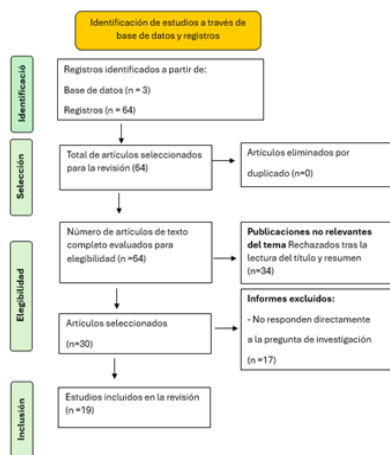 Identificación de estudios a través de
base de datos y registros
Identificació
Registros identificados a partir de:
Base de datos (n = 3)
Registros (n = 64)
Selección
Total de artículos seleccionados
para la revisión (64)
Artículos eliminados por
duplicado (n=0)
Elegibilidad
Número de artículos de texto
completo evaluados para
elegibilidad (n =64)
Publicaciones no relevantes
del tema Rechazados tras la
lectura del título y resumen
(n=34)
Artículos seleccionados
(n=30)
Informes excluidos:
- No responden directamente
a la pregunta de investigación
(n =17)
Inclusión
Estudios incluidos en la revisión
(n =19)